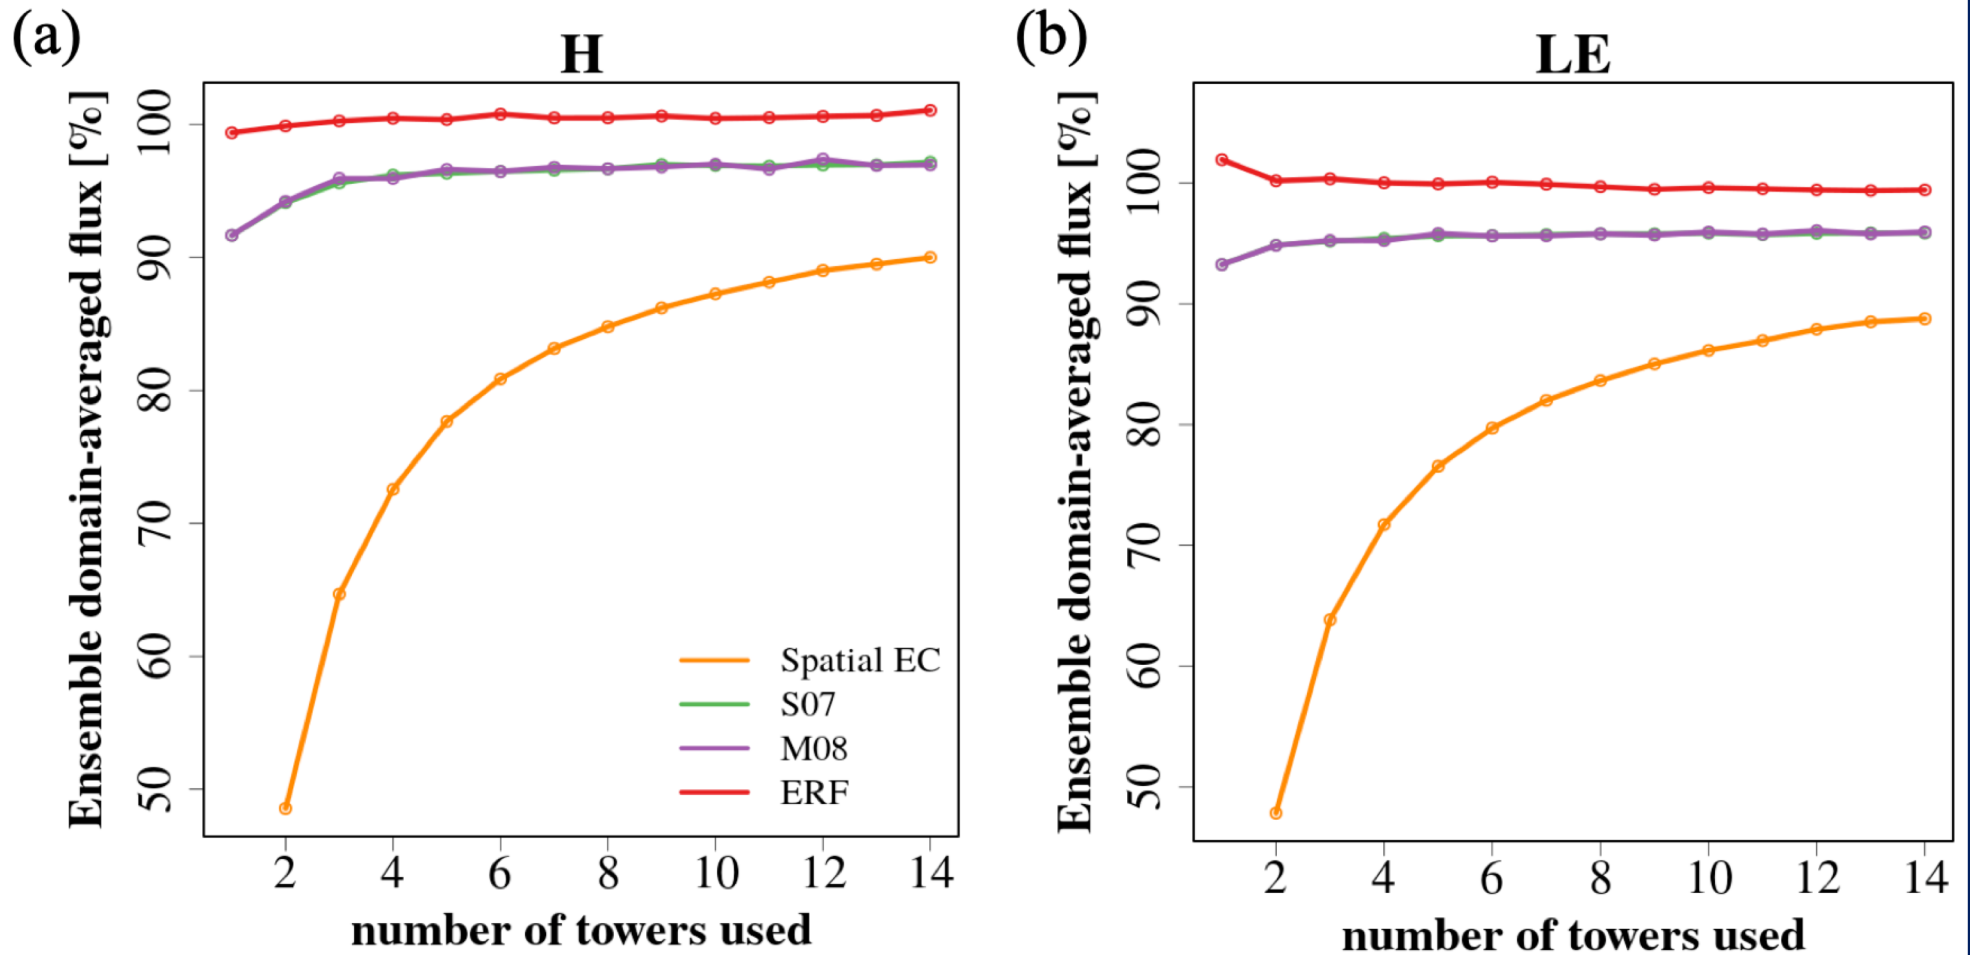 (a)
H
Ensemble domain-averaged flux [%]
100
90
80
70
60
50
Spatial EC
S07
M08
ERF
2 4 6 8 10 12 14
number of towers used
(b)
LE
Ensemble domain-averaged flux [%]
100
90
80
70
60
50
2 4 6 8 10 12 14
number of towers used